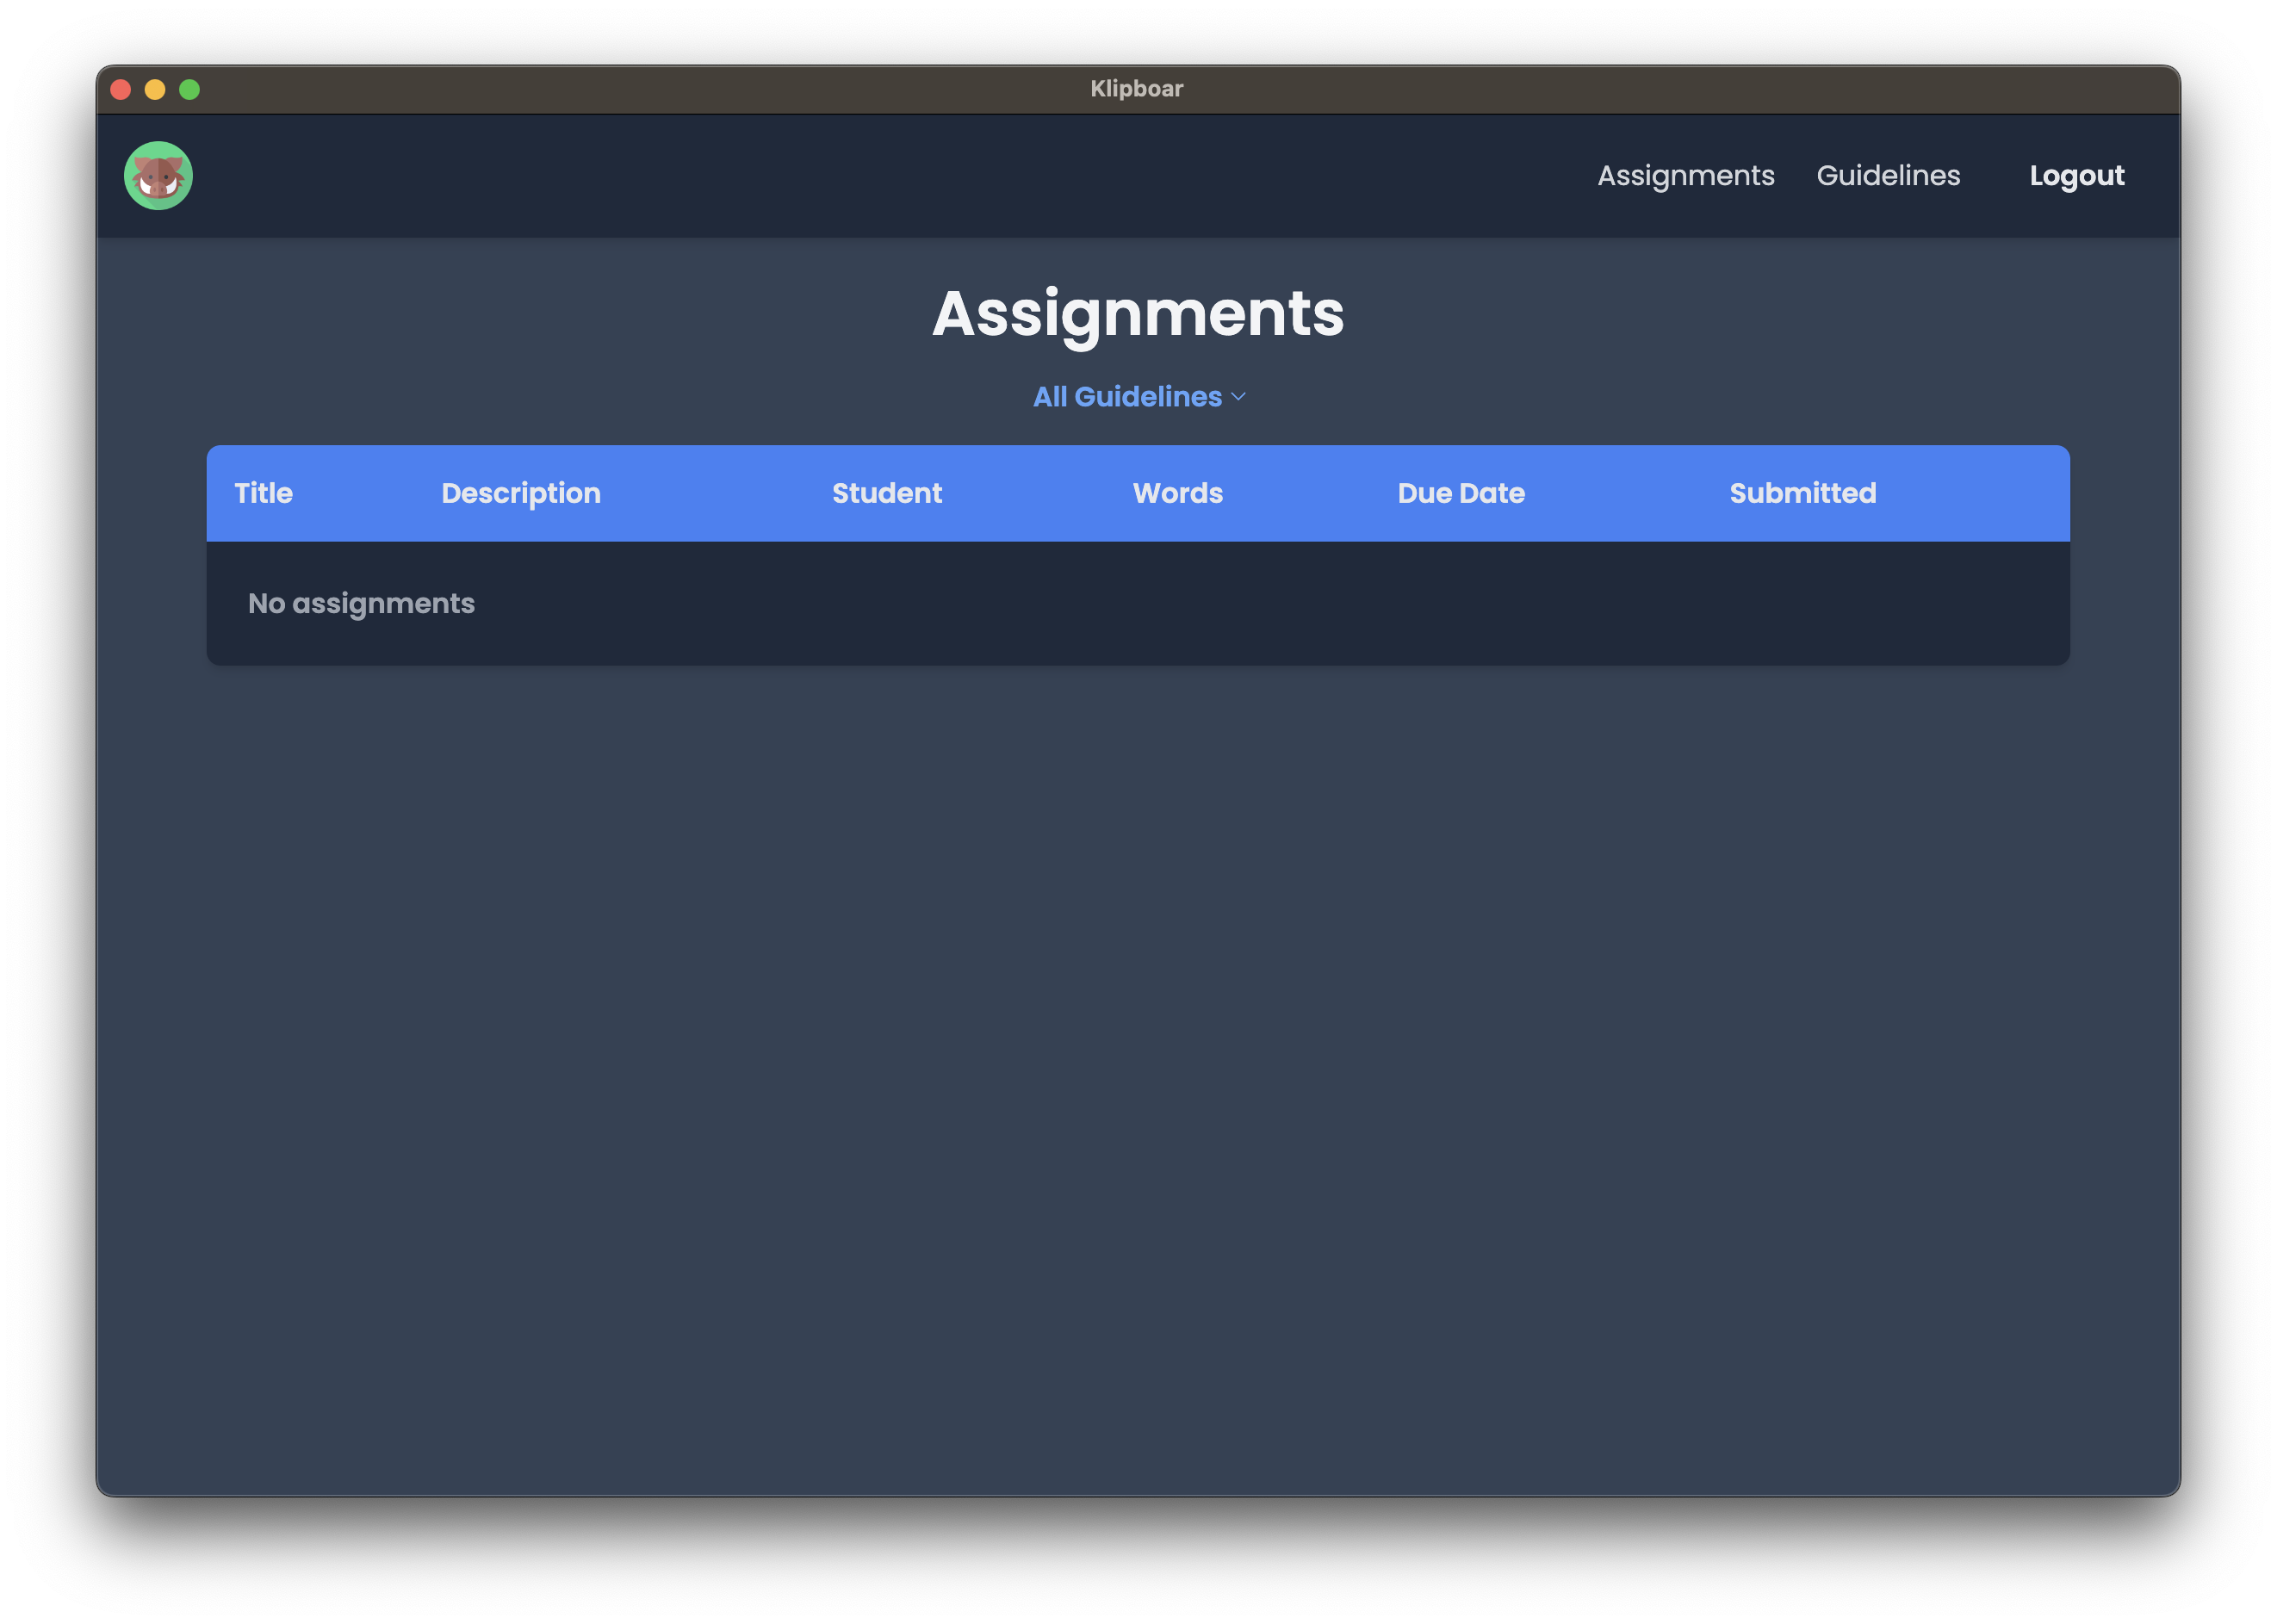 Klipboar
Assignments Guidelines Logout
Assignments
All Guidelines
Title Description Student Words Due Date Submitted
No assignments